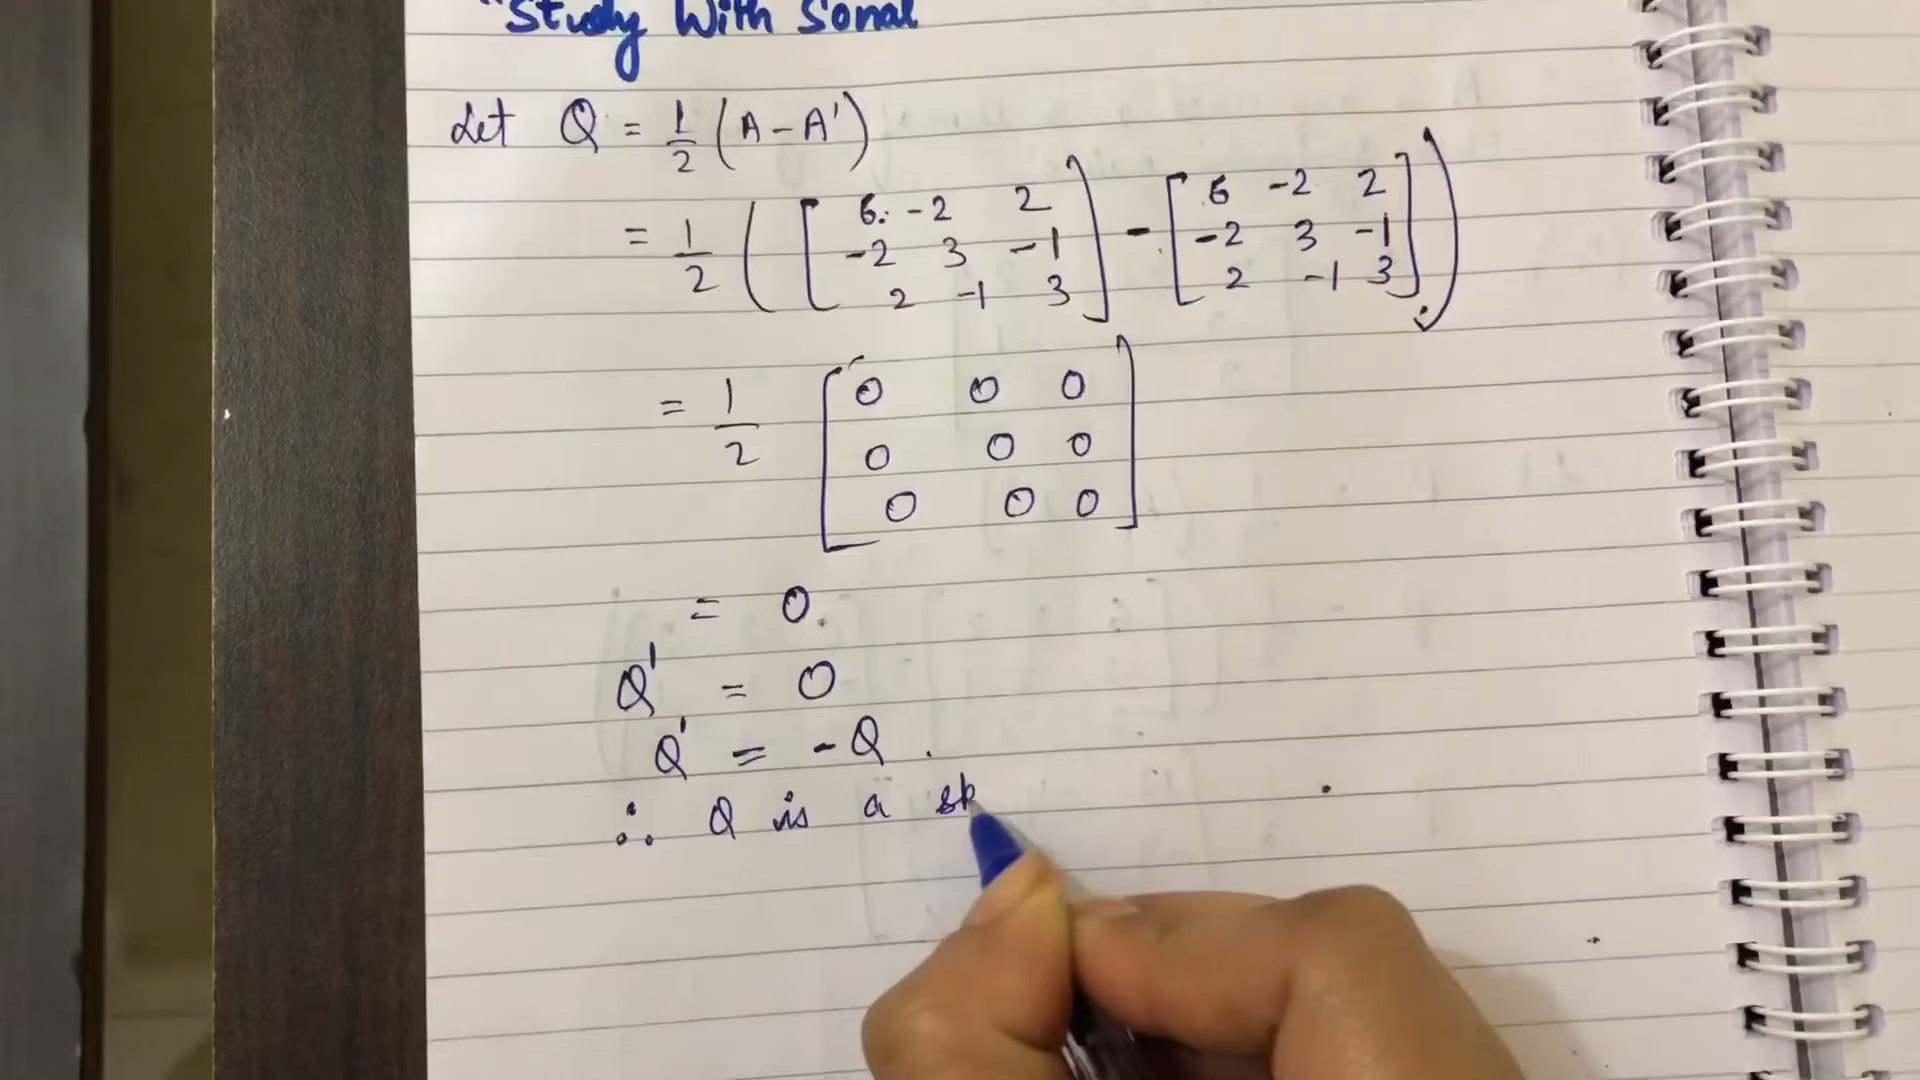 "Study With Sonal
Let Q = 1/2 (A - A')
= 1/2 ( [ 6. -2 2
-2 3 -1
2 -1 3 ] - [ 6 -2 2
-2 3 -1
2 -1 3 ] )
= 1/2 [ 0 0 0
0 0 0
0 0 0 ]
= 0.
Q' = 0
Q' = -Q .
∴ Q is a sk